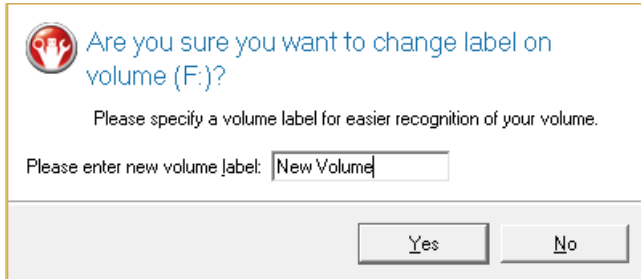 Are you sure you want to change label on
volume (F:)?
Please specify a volume label for easier recognition of your volume.
Please enter new volume label: New Volume
Yes No